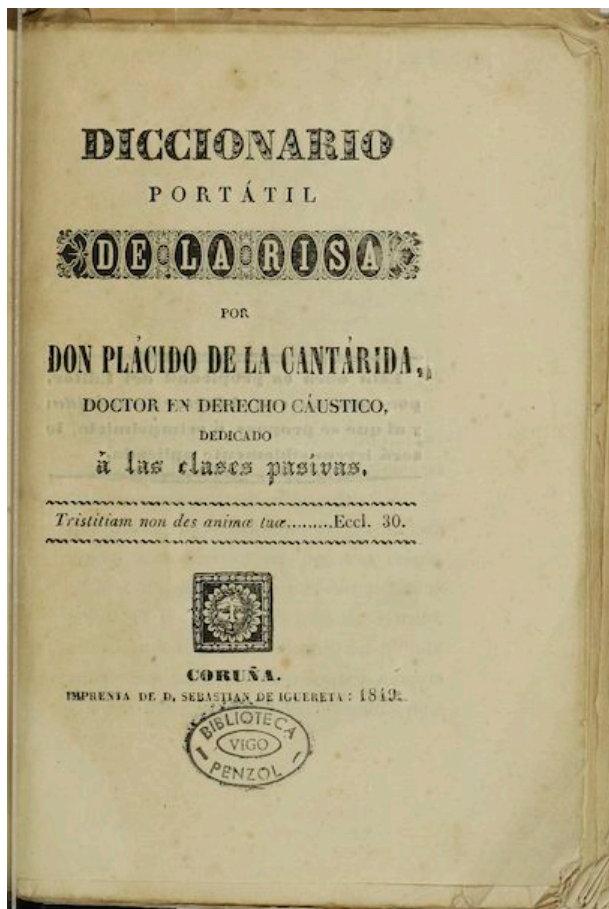 DICCIONARIO
PORTÁTIL
DE LA RISA
POR
DON PLÁCIDO DE LA CANTÁRIDA,
DOCTOR EN DERECHO CÁUSTICO,
DEDICADO
à las clases pasivas.
Tristitiam non des animæ tuæ.........Eccl. 30.
CORUÑA.
IMPRENTA DE D. SEBASTIAN DE IGUERETA: 1849.
BIBLIOTECA
VIGO
PENZOL